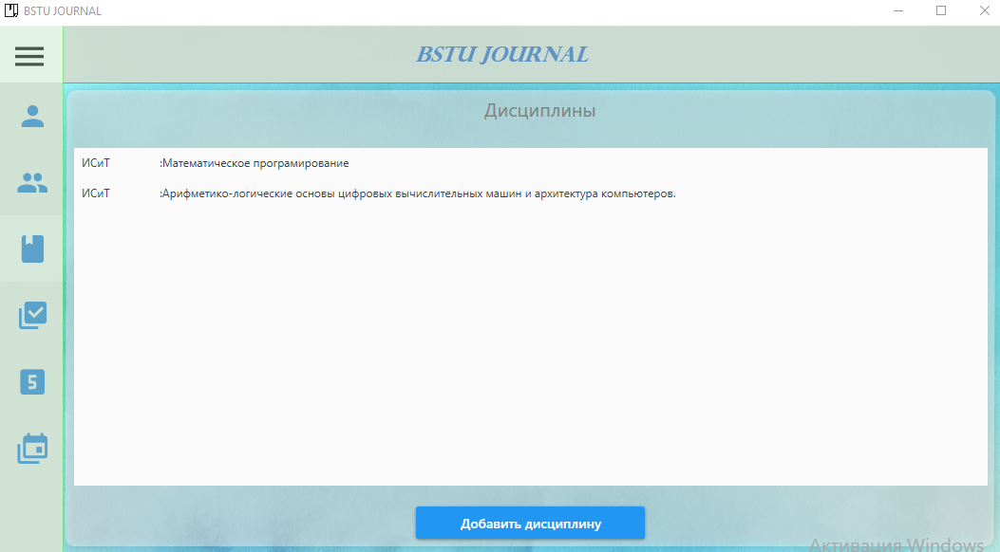 BSTU JOURNAL
BSTU JOURNAL
Дисциплины
ИСиТ :Математическое програмирование
ИСиТ :Арифметико-логические основы цифровых вычислительных машин и архитектура компьютеров.
5
Добавить дисциплину
Активация Windows